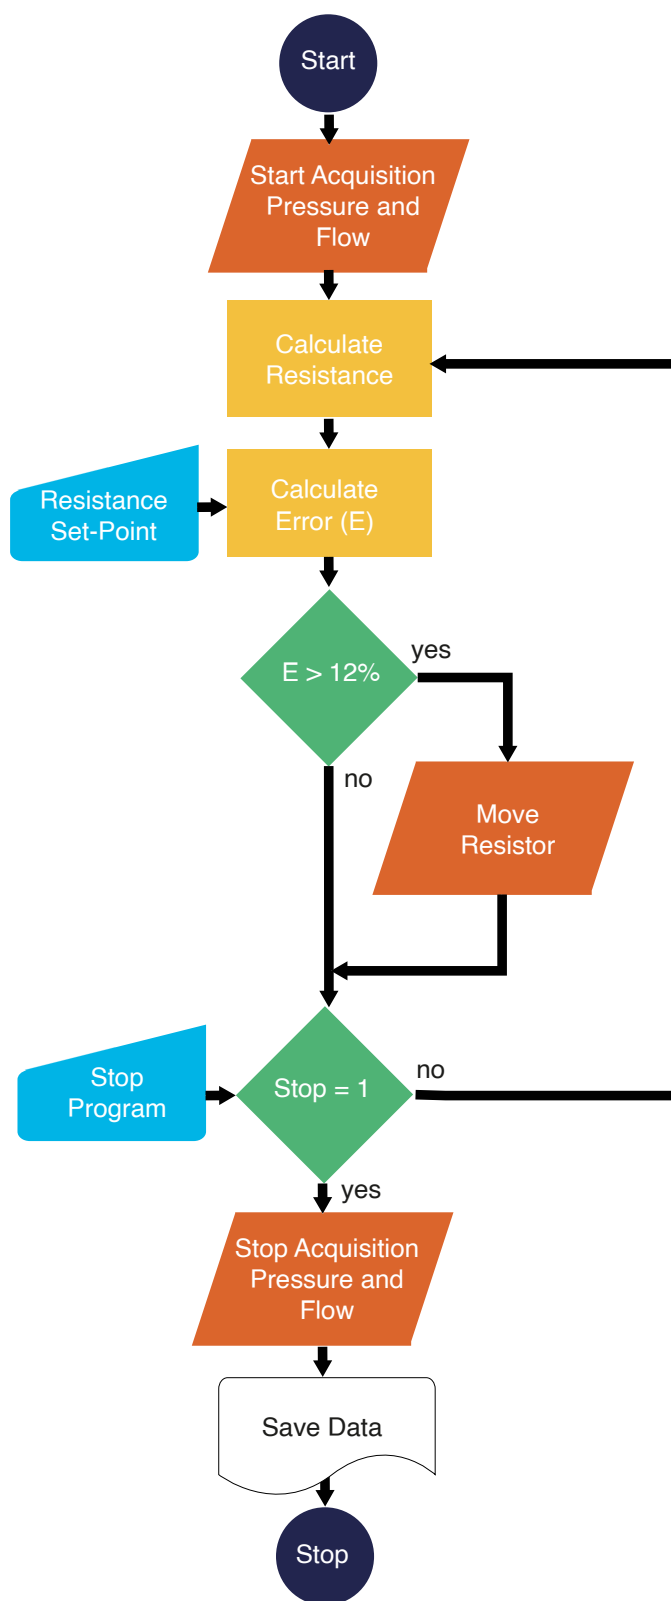 Start
Start Acquisition
Pressure and
Flow
Calculate
Resistance
Resistance
Set-Point
Calculate
Error (E)
E > 12%
yes
no
Move
Resistor
Stop
Program
Stop = 1
no
yes
Stop Acquisition
Pressure and
Flow
Save Data
Stop